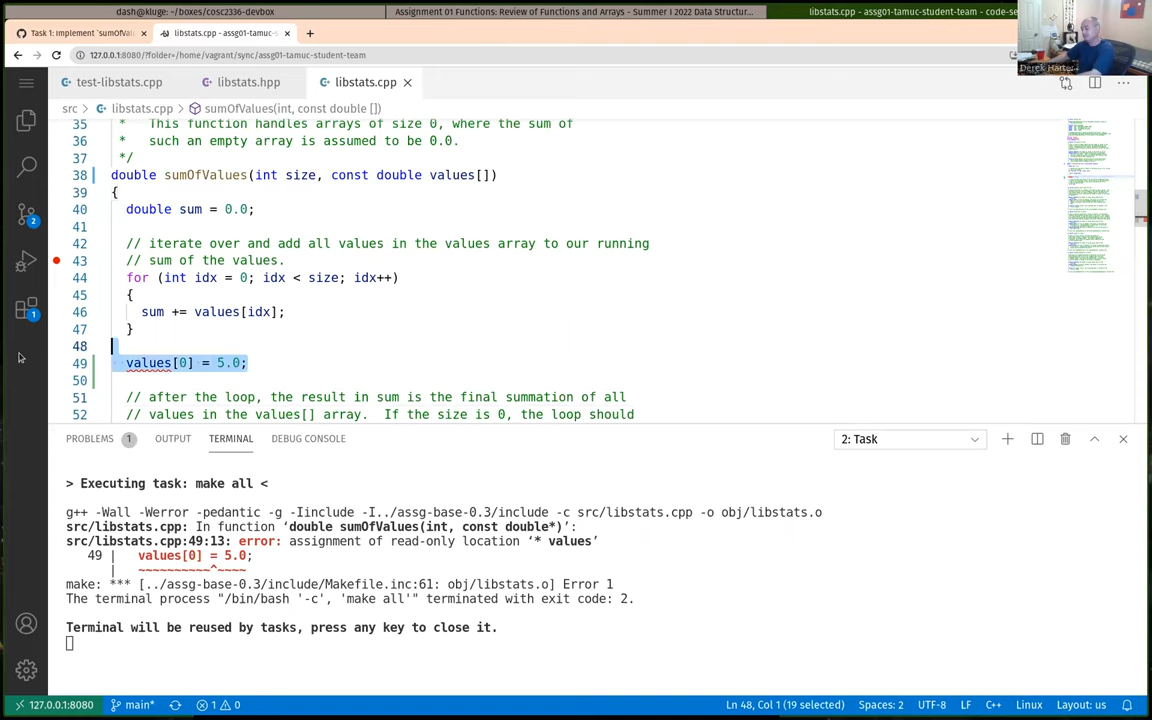 dash@kluge: ~/boxes/cosc2336-devbox
Assignment 01 Functions: Review of Functions and Arrays - Summer I 2022 Data Structur...
libstats.cpp - assg01-tamuc-student-team - code-se
Task 1: Implement `sumOfVal
libstats.cpp - assg01-tamuc-
127.0.0.1:8080/?folder=/home/vagrant/sync/assg01-tamuc-student-team
Derek Harter
test-libstats.cpp
libstats.hpp
libstats.cpp
src > libstats.cpp > sumOfValues(int, const double [])
35 * This function handles arrays of size 0, where the sum of
36 * such an empty array is assumed to be 0.0.
37 */
38 double sumOfValues(int size, const double values[])
39 {
40 double sum = 0.0;
41
42 // iterate over and add all values in the values array to our running
43 // sum of the values.
44 for (int idx = 0; idx < size; idx++)
45 {
46 sum += values[idx];
47 }
48
49 values[0] = 5.0;
50
51 // after the loop, the result in sum is the final summation of all
52 // values in the values[] array. If the size is 0, the loop should
2
1
PROBLEMS 1 OUTPUT TERMINAL DEBUG CONSOLE
2: Task
> Executing task: make all <
g++ -Wall -Werror -pedantic -g -Iinclude -I../assg-base-0.3/include -c src/libstats.cpp -o obj/libstats.o
src/libstats.cpp: In function ‘double sumOfValues(int, const double*)’:
src/libstats.cpp:49:13: error: assignment of read-only location ‘* values’
49 | values[0] = 5.0;
| ~~~~~~~~~~^~~~~
make: *** [../assg-base-0.3/include/Makefile.inc:61: obj/libstats.o] Error 1
The terminal process "/bin/bash '-c', 'make all'" terminated with exit code: 2.
Terminal will be reused by tasks, press any key to close it.
127.0.0.1:8080 main* 1 0 Ln 48, Col 1 (19 selected) Spaces: 2 UTF-8 LF C++ Linux Layout: us